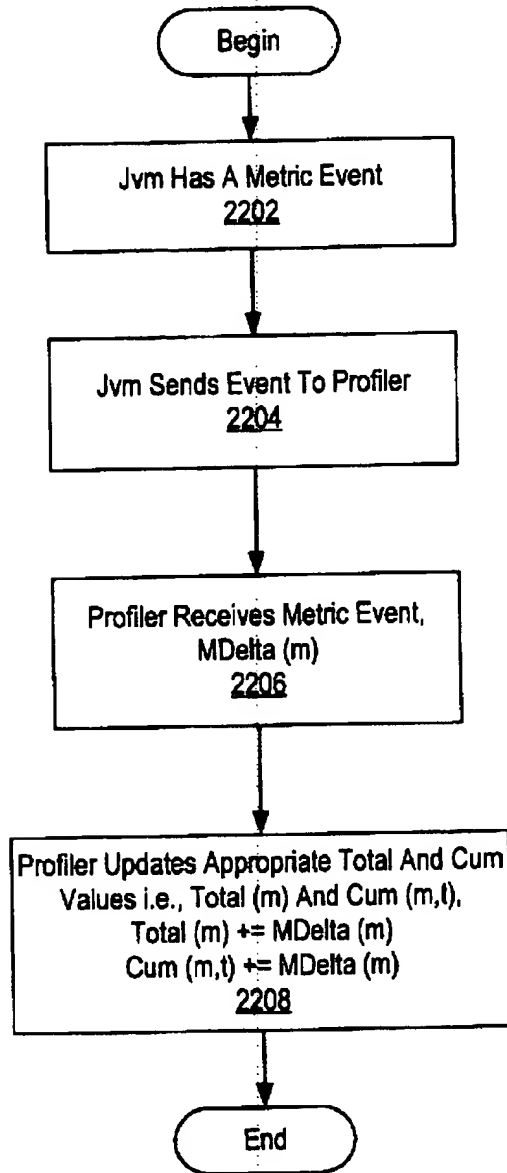 Begin
Jvm Has A Metric Event
2202
Jvm Sends Event To Profiler
2204
Profiler Receives Metric Event,
MDelta (m)
2206
Profiler Updates Appropriate Total And Cum
Values i.e., Total (m) And Cum (m,t),
Total (m) += MDelta (m)
Cum (m,t) += MDelta (m)
2208
End